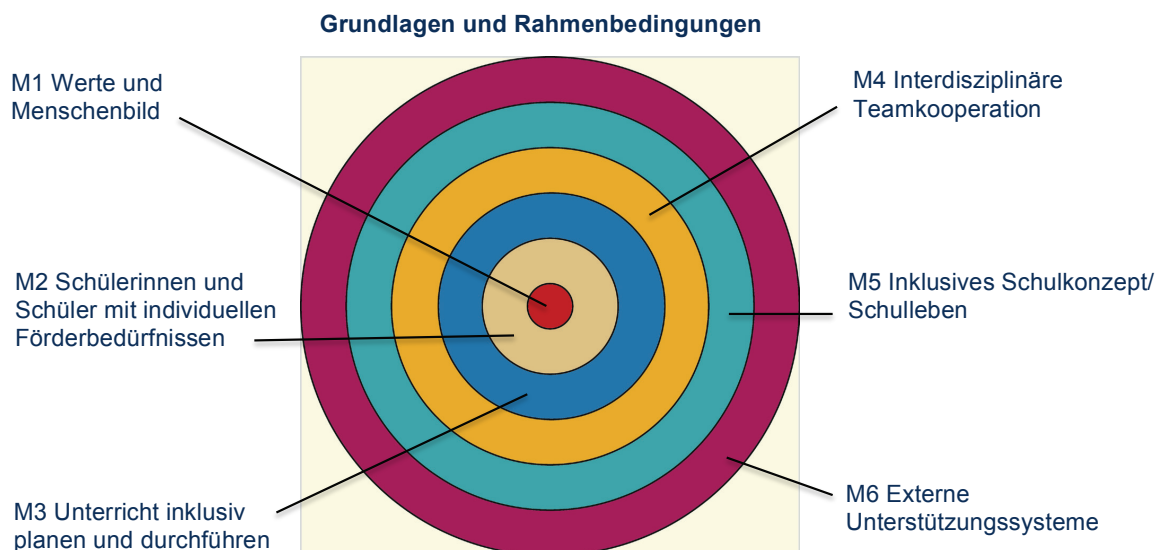 Grundlagen und Rahmenbedingungen
M1 Werte und
Menschenbild
M2 Schülerinnen und
Schüler mit individuellen
Förderbedürfnissen
M3 Unterricht inklusiv
planen und durchführen
M4 Interdisziplinäre
Teamkooperation
M5 Inklusives Schulkonzept/
Schulleben
M6 Externe
Unterstützungssysteme